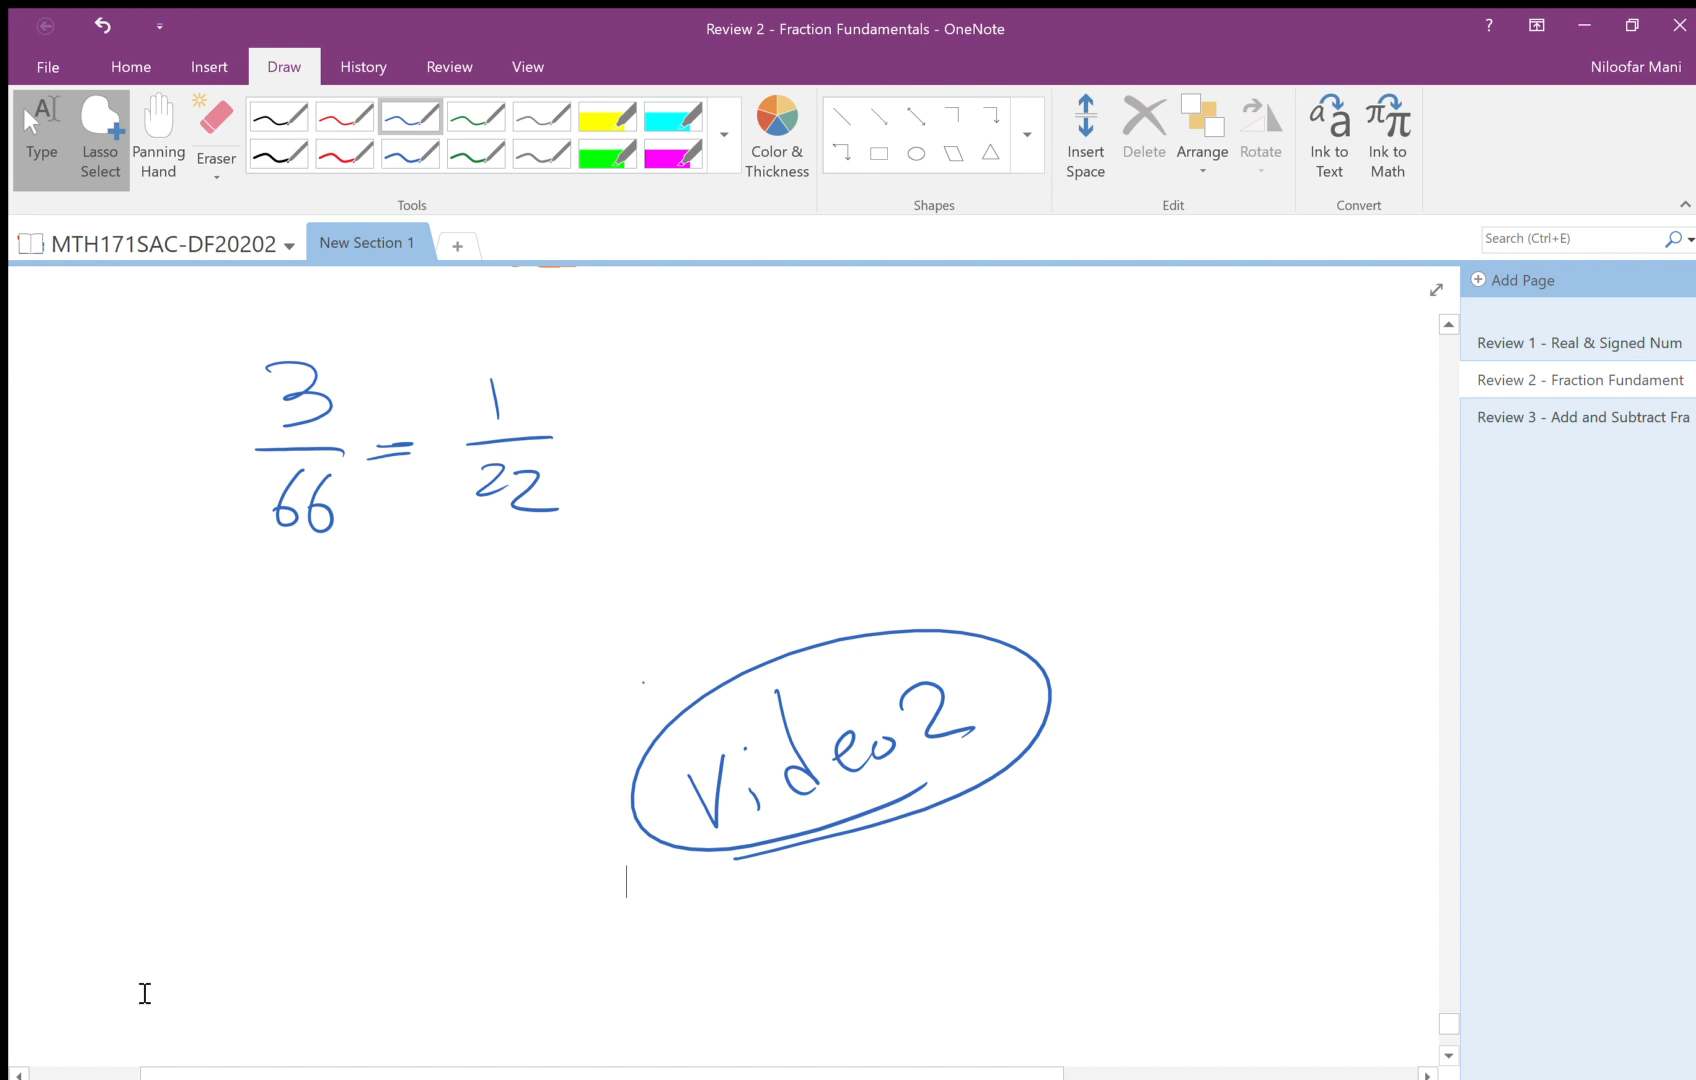 Review 2 - Fraction Fundamentals - OneNote
?
File Home Insert Draw History Review View
Niloofar Mani
Type
Lasso Select
Panning Hand
Eraser
Color & Thickness
Insert Space
Delete
Arrange
Rotate
Ink to Text
Ink to Math
Tools
Shapes
Edit
Convert
MTH171SAC-DF20202
New Section 1
+
Search (Ctrl+E)
Add Page
Review 1 - Real & Signed Num
Review 2 - Fraction Fundament
Review 3 - Add and Subtract Fra
3/66 = 1/22
Video 2